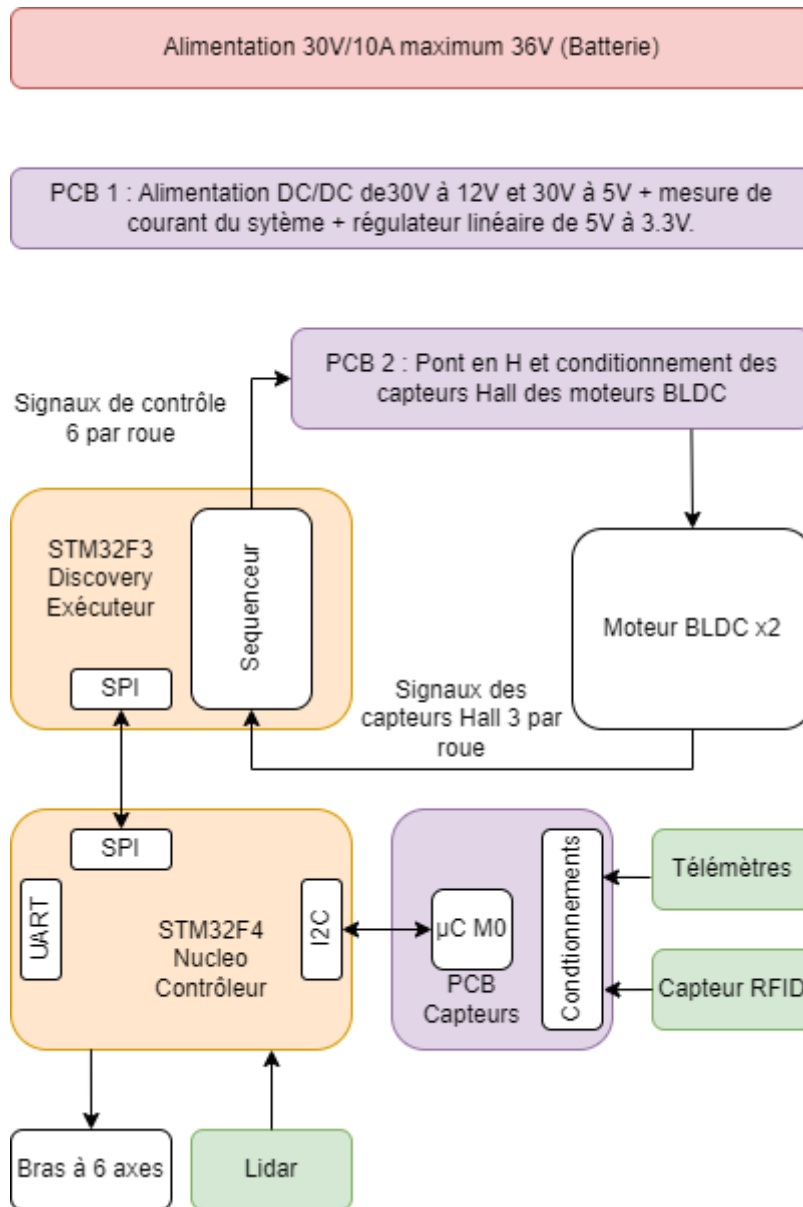 Alimentation 30V/10A maximum 36V (Batterie)
PCB 1 : Alimentation DC/DC de30V à 12V et 30V à 5V + mesure de
courant du sytème + régulateur linéaire de 5V à 3.3V.
PCB 2 : Pont en H et conditionnement des
capteurs Hall des moteurs BLDC
Signaux de contrôle
6 par roue
STM32F3
Discovery
Exécuteur
Sequenceur
SPI
Moteur BLDC x2
Signaux des
capteurs Hall 3 par
roue
SPI
UART
STM32F4
Nucleo
Contrôleur
I2C
µC M0
PCB
Capteurs
Condtionnements
Télémètres
Capteur RFID
Bras à 6 axes
Lidar